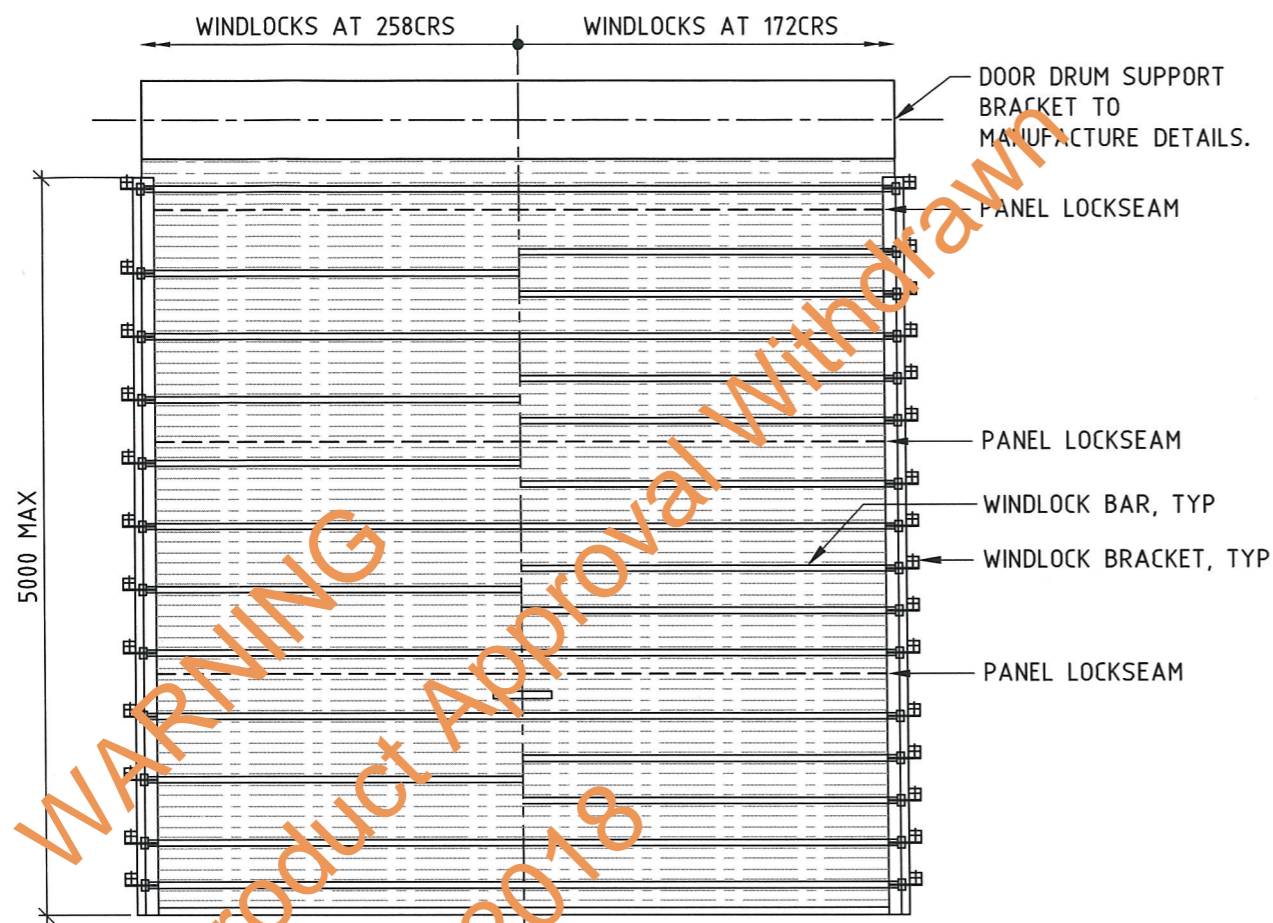 WINDLOCKS AT 258CRS
WINDLOCKS AT 172CRS
DOOR DRUM SUPPORT
BRACKET TO
MANUFACTURE DETAILS.
PANEL LOCKSEAM
PANEL LOCKSEAM
WINDLOCK BAR, TYP
WINDLOCK BRACKET, TYP
PANEL LOCKSEAM
5000 MAX
WARNING
Product Approval Withdrawn
2018